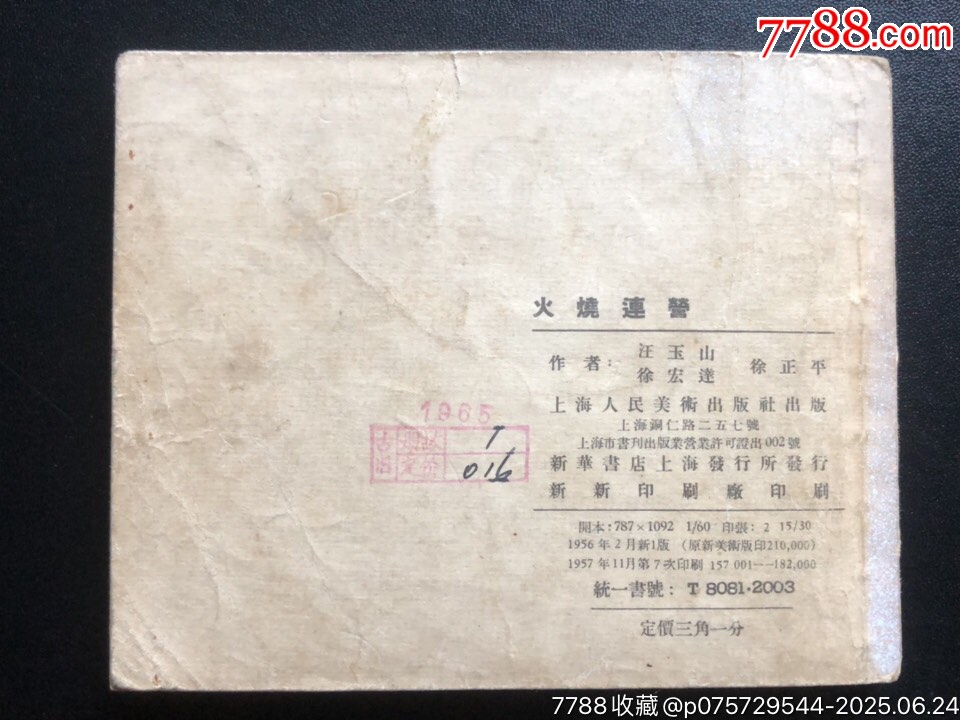 7788.com
火燒連營
作者: 汪玉山 徐宏達 徐正平
上海人民美術出版社出版
上海銅仁路二五七號
上海市書刊出版業營業許可證出002號
新華書店上海發行所發行
新新印刷廠印刷
開本:787×1092 1/60 印張: 2 15/30
1956年2月新1版 (原新美術版印210,000)
1957年11月第7次印刷 157 001—182,000
統一書號: T 8081·2003
定價三角一分
1965
T
016
7788收藏@p075729544-2025.06.24